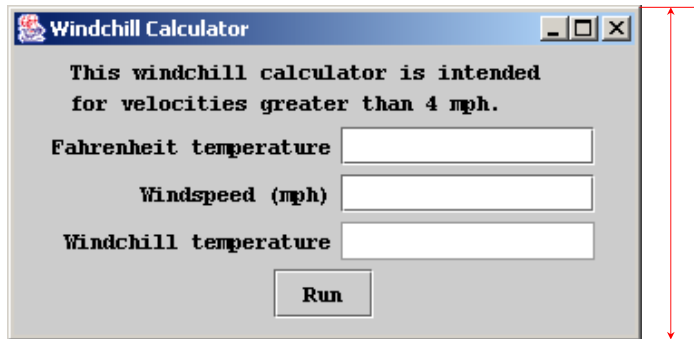 Windchill Calculator
This windchill calculator is intended
for velocities greater than 4 mph.
Fahrenheit temperature
Windspeed (mph)
Windchill temperature
Run